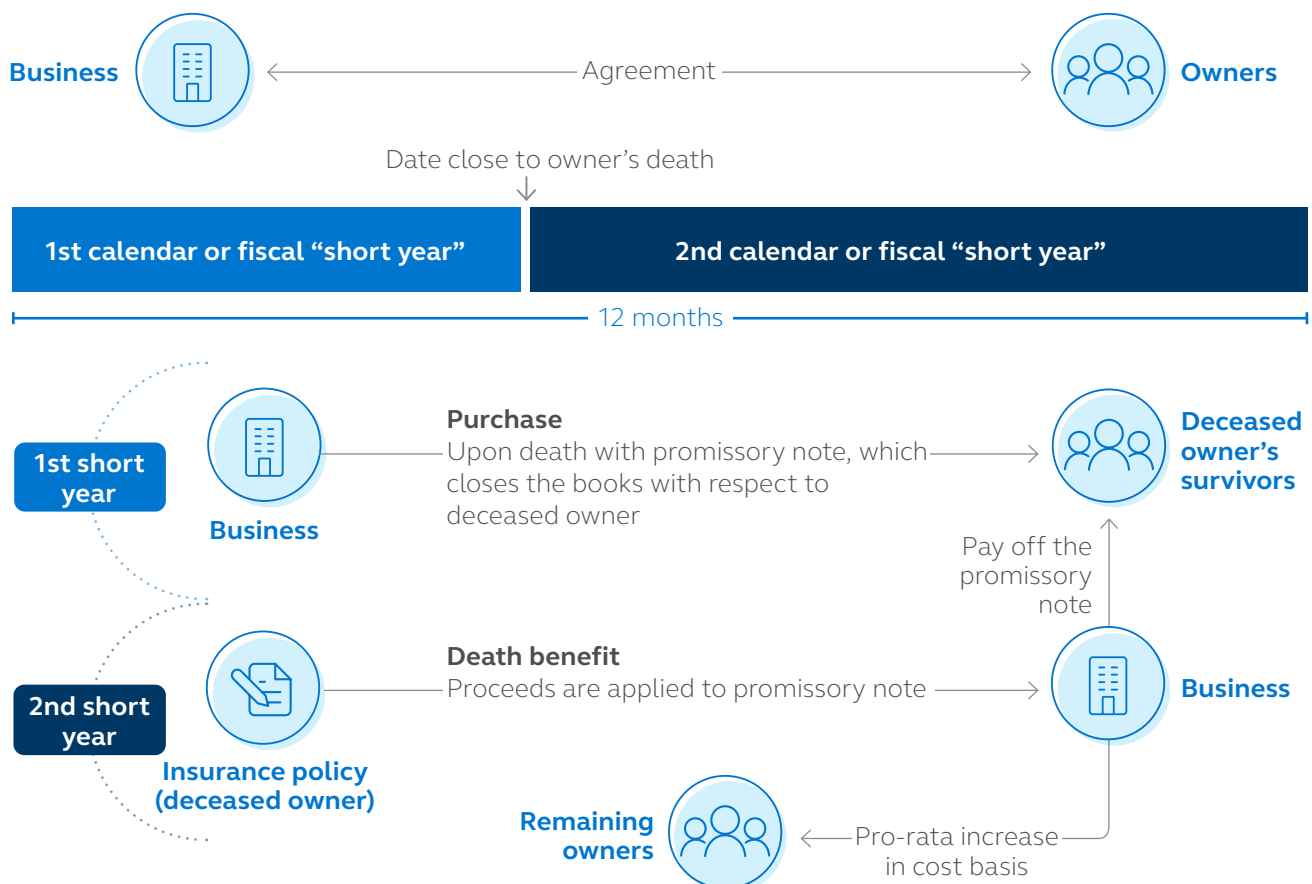 Business
Agreement
Owners
Date close to owner’s death
1st calendar or fiscal “short year”
2nd calendar or fiscal “short year”
12 months
1st short
year
Business
Purchase
Upon death with promissory note, which
closes the books with respect to
deceased owner
Deceased
owner’s
survivors
Pay off the
promissory
note
2nd short
year
Insurance policy
(deceased owner)
Death benefit
Proceeds are applied to promissory note
Business
Remaining
owners
Pro-rata increase
in cost basis